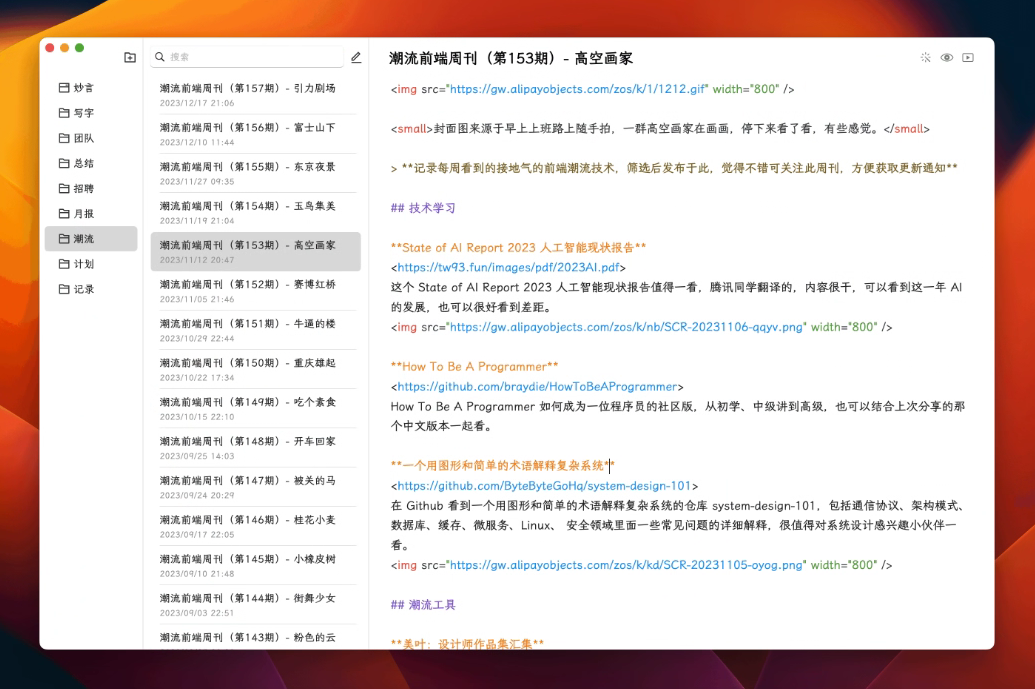 搜索
妙言
写字
团队
总结
招聘
月报
潮流
计划
记录
潮流前端周刊（第157期）- 引力剧场
2023/12/17 21:06
潮流前端周刊（第156期）- 富士山下
2023/12/10 11:44
潮流前端周刊（第155期）- 东京夜景
2023/11/27 09:35
潮流前端周刊（第154期）- 玉鸟集美
2023/11/19 21:04
潮流前端周刊（第153期）- 高空画家
2023/11/12 20:47
潮流前端周刊（第152期）- 赛博红桥
2023/11/05 21:46
潮流前端周刊（第151期）- 牛逼的楼
2023/10/29 22:44
潮流前端周刊（第150期）- 重庆雄起
2023/10/22 17:34
潮流前端周刊（第149期）- 吃个素食
2023/10/15 22:10
潮流前端周刊（第148期）- 开车回家
2023/09/25 14:03
潮流前端周刊（第147期）- 被关的马
2023/09/24 20:29
潮流前端周刊（第146期）- 桂花小麦
2023/09/17 22:05
潮流前端周刊（第145期）- 小橡皮树
2023/09/10 21:48
潮流前端周刊（第144期）- 街舞少女
2023/09/03 22:51
潮流前端周刊（第143期）- 粉色的云
潮流前端周刊（第153期）- 高空画家
<img src="https://gw.alipayobjects.com/zos/k/1/1212.gif" width="800" />
<small>封面图来源于早上上班路上随手拍，一群高空画家在画画，停下来看了看，有些感觉。</small>
> **记录每周看到的接地气的前端潮流技术，筛选后发布于此，觉得不错可关注此周刊，方便获取更新通知**
## 技术学习
**State of AI Report 2023 人工智能现状报告**
<https://tw93.fun/images/pdf/2023AI.pdf>
这个 State of AI Report 2023 人工智能现状报告值得一看，腾讯同学翻译的，内容很干，可以看到这一年 AI
的发展，也可以很好看到差距。
<img src="https://gw.alipayobjects.com/zos/k/nb/SCR-20231106-qqyv.png" width="800" />
**How To Be A Programmer**
<https://github.com/braydie/HowToBeAProgrammer>
How To Be A Programmer 如何成为一位程序员的社区版，从初学、中级讲到高级，也可以结合上次分享的那
个中文版本一起看。
**一个用图形和简单的术语解释复杂系统**
<https://github.com/ByteByteGoHq/system-design-101>
在 Github 看到一个用图形和简单的术语解释复杂系统的仓库 system-design-101，包括通信协议、架构模式、
数据库、缓存、微服务、Linux、 安全领域里面一些常见问题的详细解释，很值得对系统设计感兴趣小伙伴一
看。
<img src="https://gw.alipayobjects.com/zos/k/kd/SCR-20231105-oyog.png" width="800" />
## 潮流工具
**美叶：设计师作品集汇集**